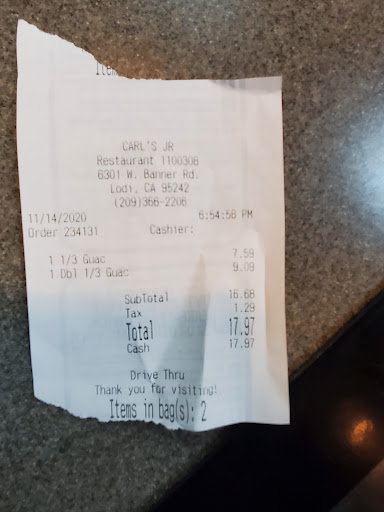 Item
CARL'S JR
Restaurant 1100306
6301 W. Banner Rd.
Lodi, CA 95242
(209)366-2206
11/14/2020 6:54:56 PM
Order 234131 Cashier:
1 1/3 Guac 7.59
1 Dbl 1/3 Guac 9.09
SubTotal 16.68
Tax 1.29
Total 17.97
Cash 17.97
Drive Thru
Thank you for visiting!
Items in bag(s): 2